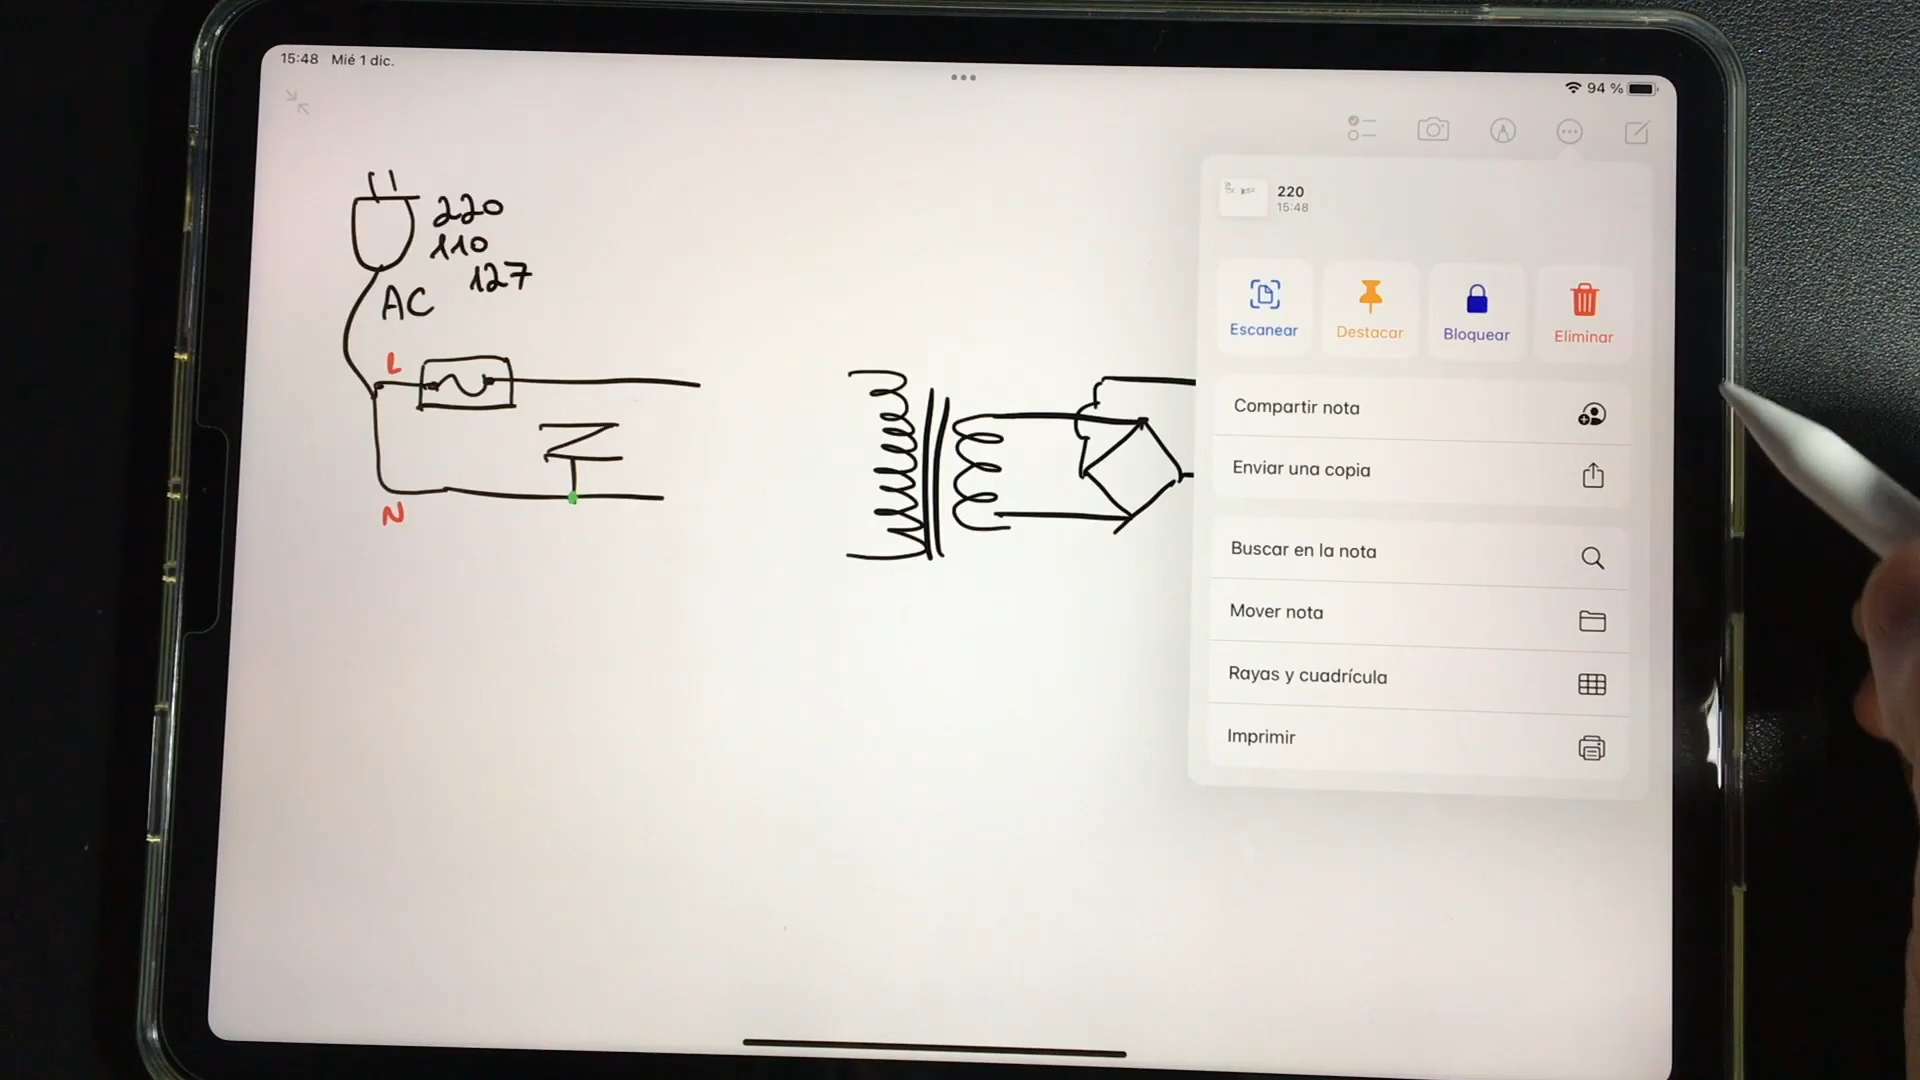 15:48 Mié 1 dic.
94 %
220
110
127
AC
L
N
220
15:48
Escanear
Destacar
Bloquear
Eliminar
Compartir nota
Enviar una copia
Buscar en la nota
Mover nota
Rayas y cuadrícula
Imprimir